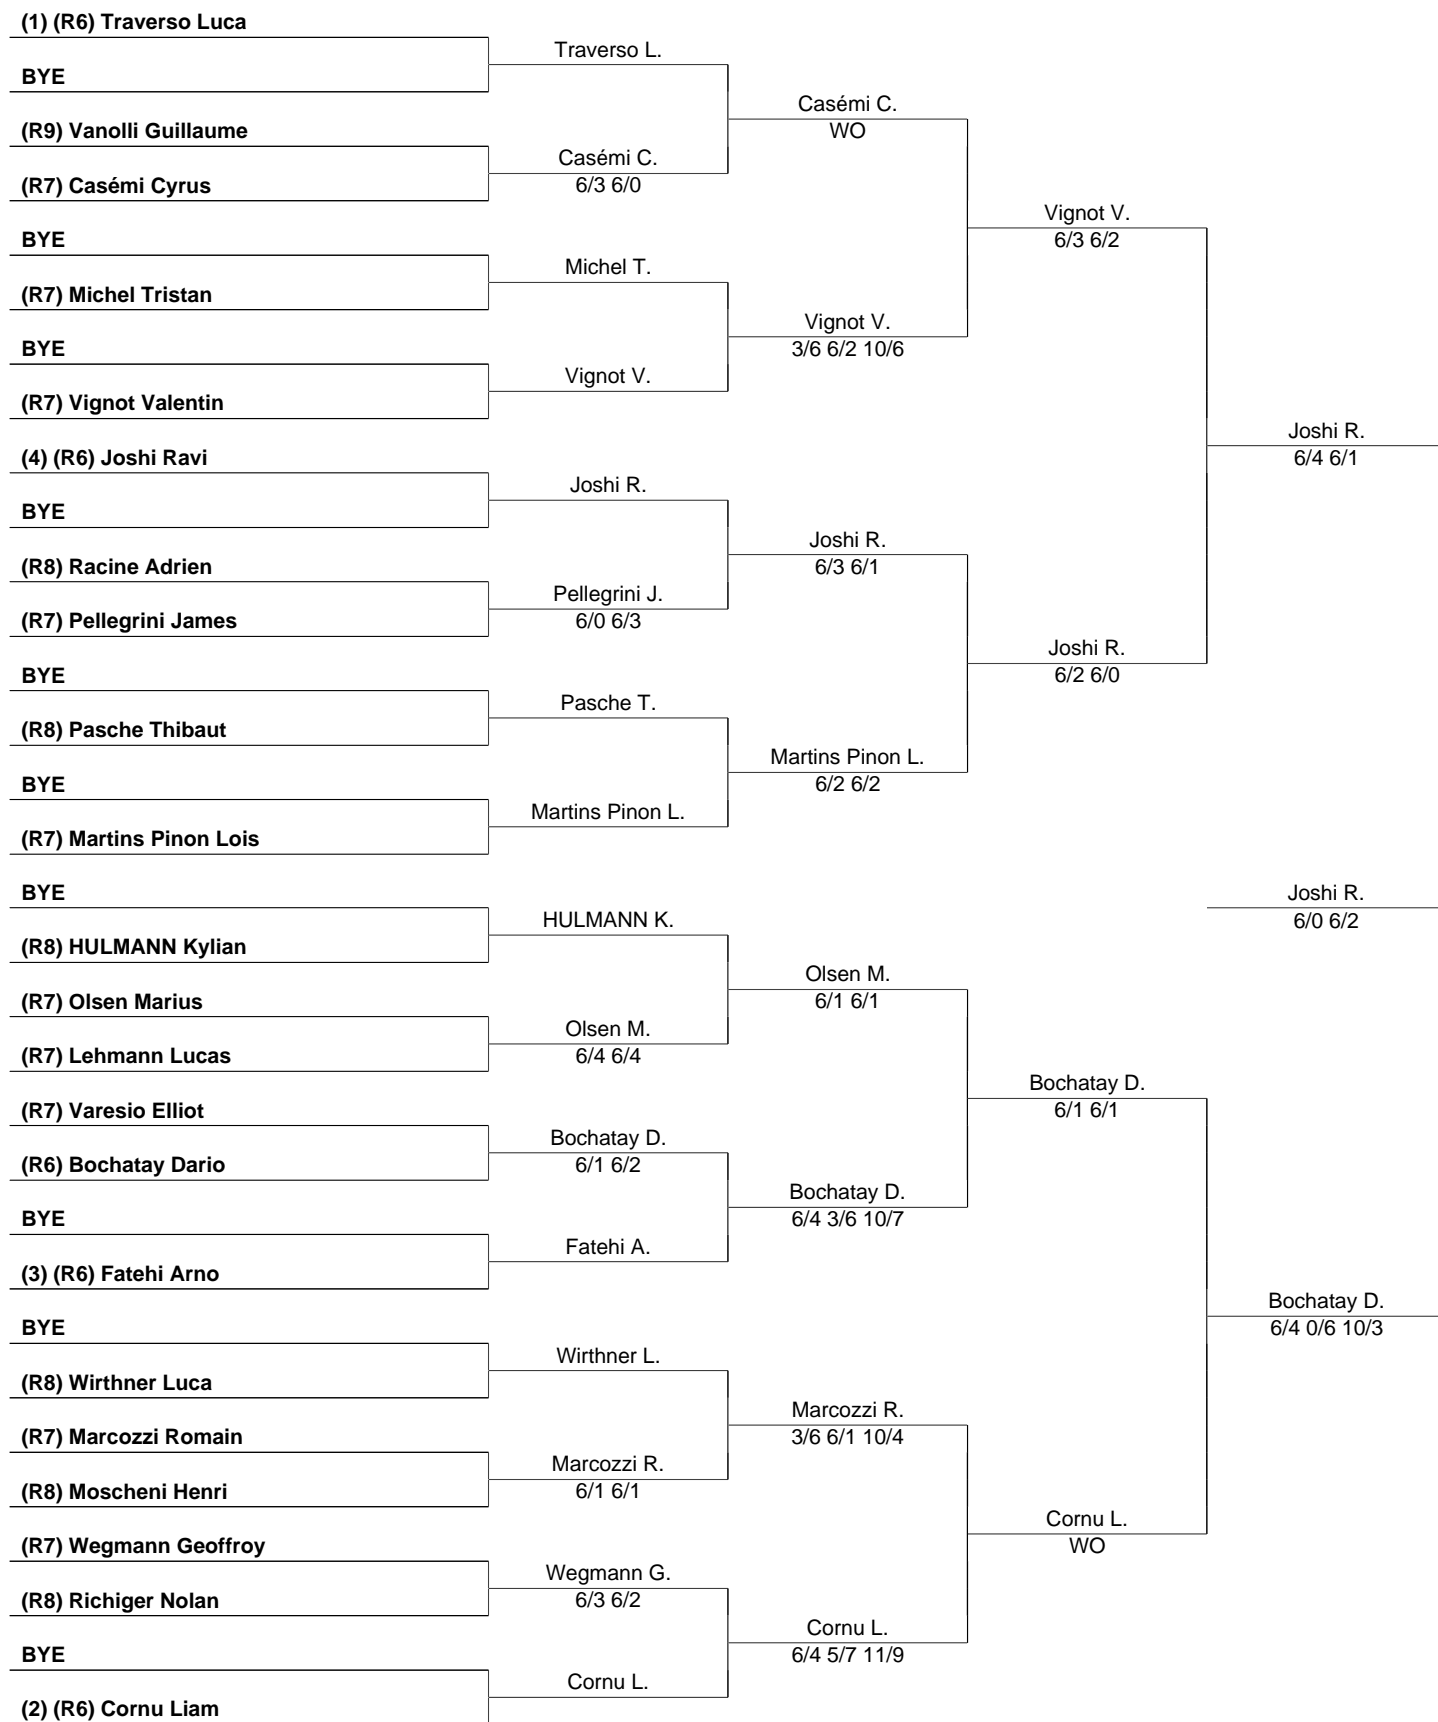 (1) (R6) Traverso Luca
Traverso L.
BYE
Casémi C.
WO
(R9) Vanolli Guillaume
Casémi C.
6/3 6/0
(R7) Casémi Cyrus
Vignot V.
6/3 6/2
BYE
Michel T.
(R7) Michel Tristan
Vignot V.
3/6 6/2 10/6
BYE
Vignot V.
(R7) Vignot Valentin
Joshi R.
6/4 6/1
(4) (R6) Joshi Ravi
Joshi R.
BYE
Joshi R.
6/3 6/1
(R8) Racine Adrien
Pellegrini J.
6/0 6/3
(R7) Pellegrini James
Joshi R.
6/2 6/0
BYE
Pasche T.
(R8) Pasche Thibaut
Martins Pinon L.
6/2 6/2
BYE
Martins Pinon L.
(R7) Martins Pinon Lois
BYE
Joshi R.
6/0 6/2
HULMANN K.
(R8) HULMANN Kylian
Olsen M.
6/1 6/1
(R7) Olsen Marius
Olsen M.
6/4 6/4
(R7) Lehmann Lucas
Bochatay D.
6/1 6/1
(R7) Varesio Elliot
Bochatay D.
6/1 6/2
(R6) Bochatay Dario
Bochatay D.
6/4 3/6 10/7
BYE
Fatehi A.
(3) (R6) Fatehi Arno
Bochatay D.
6/4 0/6 10/3
BYE
Wirthner L.
(R8) Wirthner Luca
Marcozzi R.
3/6 6/1 10/4
(R7) Marcozzi Romain
Marcozzi R.
6/1 6/1
(R8) Moscheni Henri
Cornu L.
WO
(R7) Wegmann Geoffroy
Wegmann G.
6/3 6/2
(R8) Richiger Nolan
Cornu L.
6/4 5/7 11/9
BYE
Cornu L.
(2) (R6) Cornu Liam